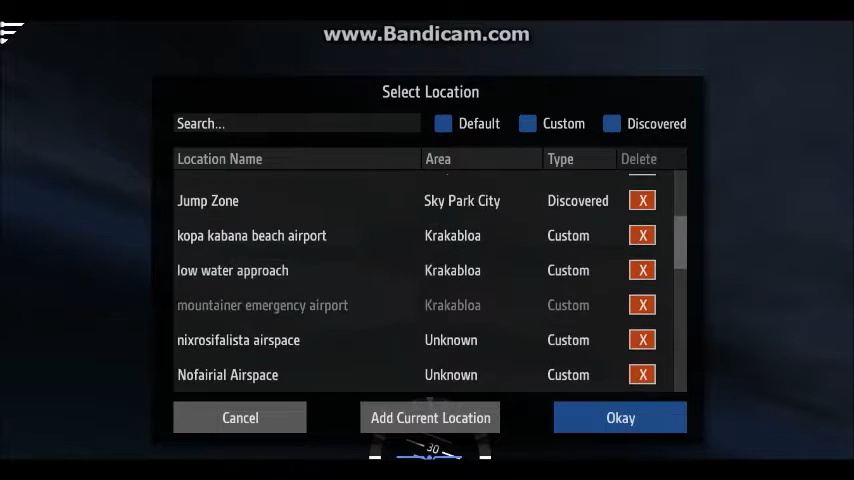 www.Bandicam.com
Select Location
Search... Default Custom Discovered
Location Name Area Type Delete
Jump Zone Sky Park City Discovered X
kopa kabana beach airport Krakabloa Custom X
low water approach Krakabloa Custom X
mountainer emergency airport Krakabloa Custom X
nixrosifalista airspace Unknown Custom X
Nofairial Airspace Unknown Custom X
Cancel Add Current Location Okay
30